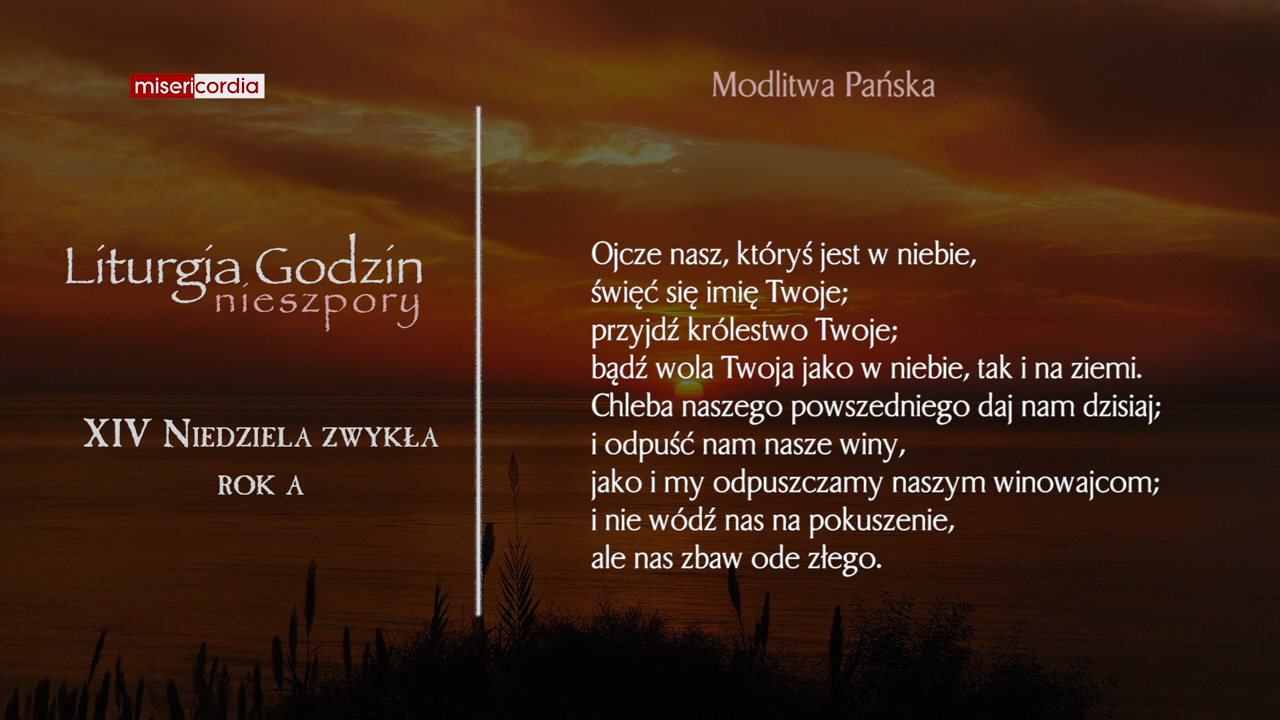 misericordia
Liturgia Godzin
nieszpory
XIV Niedziela zwykła
rok A
Modlitwa Pańska
Ojcze nasz, któryś jest w niebie,
święć się imię Twoje;
przyjdź królestwo Twoje;
bądź wola Twoja jako w niebie, tak i na ziemi.
Chleba naszego powszedniego daj nam dzisiaj;
i odpuść nam nasze winy,
jako i my odpuszczamy naszym winowajcom;
i nie wódź nas na pokuszenie,
ale nas zbaw ode złego.